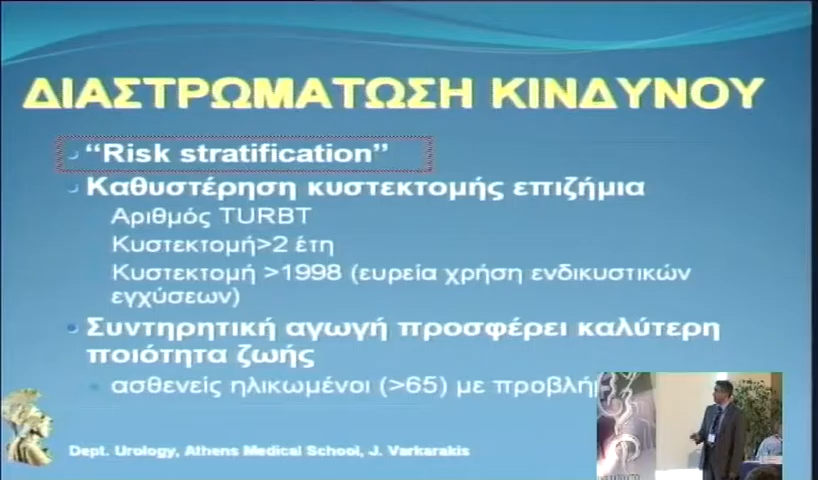 ΔΙΑΣΤΡΩΜΑΤΩΣΗ ΚΙΝΔΥΝΟΥ
“Risk stratification”
Καθυστέρηση κυστεκτομής επιζήμια
Αριθμός TURBT
Κυστεκτομή>2 έτη
Κυστεκτομή >1998 (ευρεία χρήση ενδικυστικών
εγχύσεων)
Συντηρητική αγωγή προσφέρει καλύτερη
ποιότητα ζωής
ασθενείς ηλικωμένοι (>65) με
Dept. Urology, Athens Medical School, J. Varkarakis